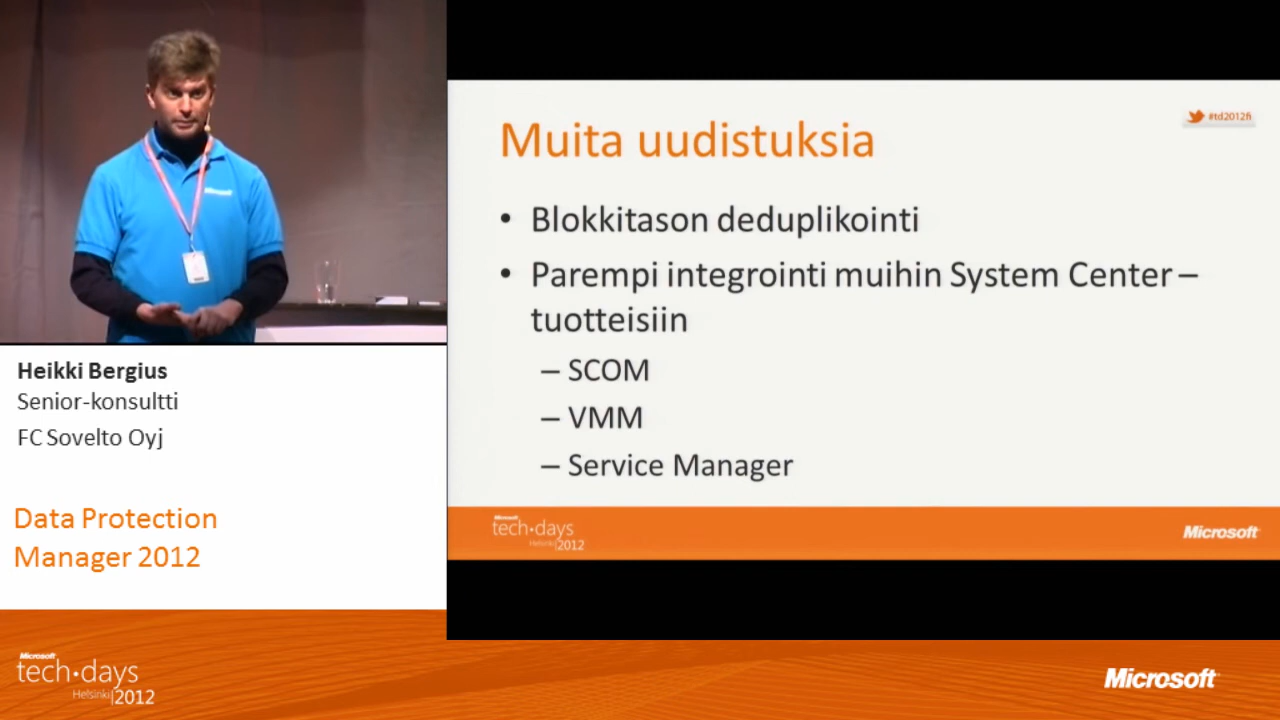 Microsoft
Heikki Bergius
Senior-konsultti
FC Sovelto Oyj
Data Protection
Manager 2012
Microsoft
tech·days
Helsinki|2012
Muita uudistuksia
#td2012fi
• Blokkitason deduplikointi
• Parempi integrointi muihin System Center –
tuotteisiin
– SCOM
– VMM
– Service Manager
Microsoft
tech·days
Helsinki|2012
Microsoft
Microsoft